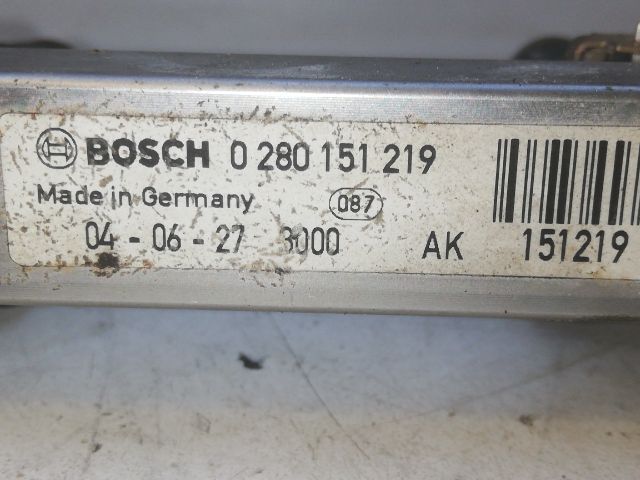 BOSCH 0 280 151 219
Made in Germany 087
04-06-27 3000 AK 151219